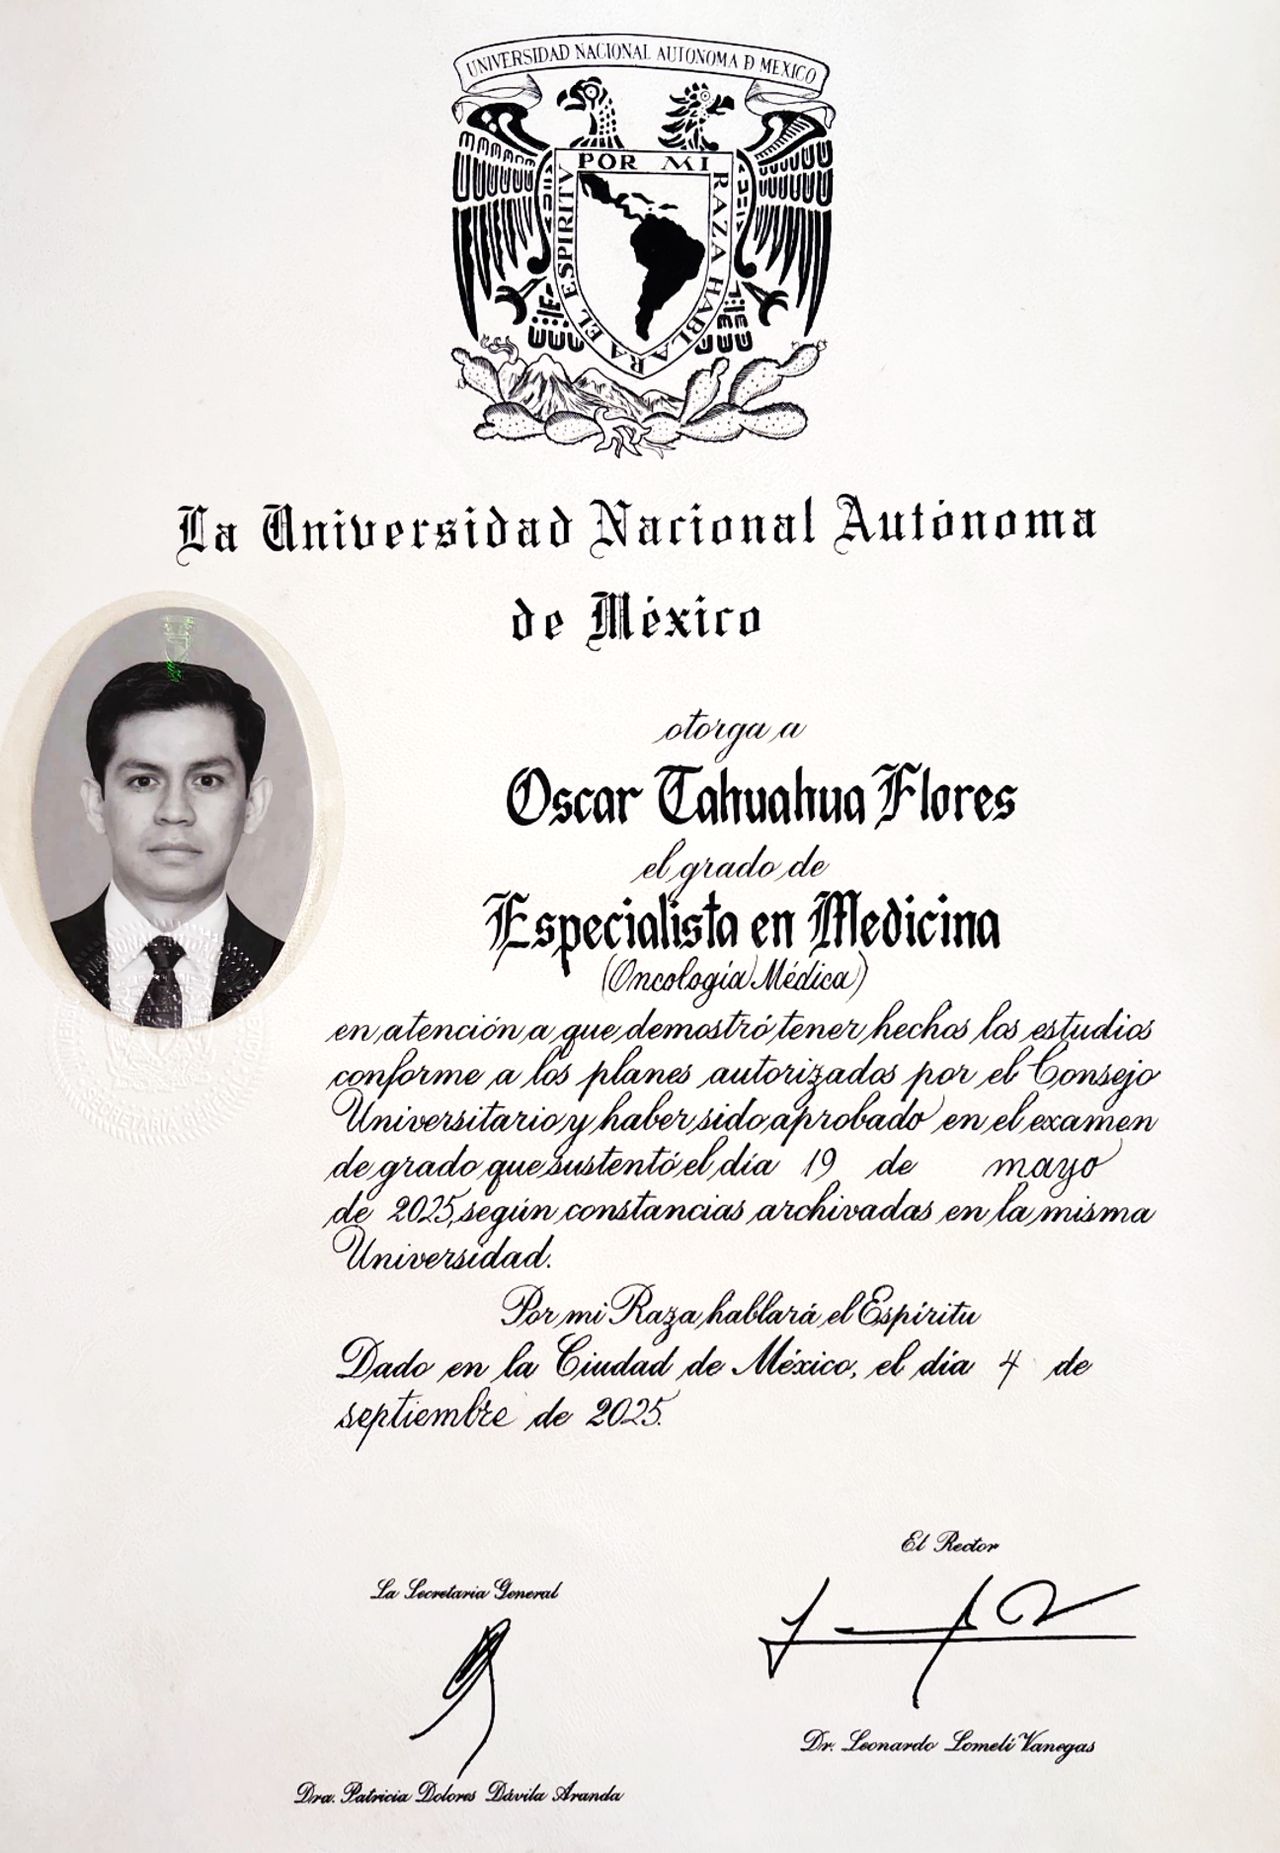 UNIVERSIDAD NACIONAL AUTONOMA D MEXICO
POR MI RAZA HABLARA EL ESPIRITU
La Universidad Nacional Autónoma
de México
otorga a
Oscar Tahuahua Flores
el grado de
Especialista en Medicina
(Oncología Médica)
en atención a que demostró tener hechos los estudios
conforme a los planes autorizados por el Consejo
Universitario y haber sido aprobado en el examen
de grado que sustentó el día 19 de mayo
de 2025, según constancias archivadas en la misma
Universidad.
Por mi Raza hablará el Espíritu
Dado en la Ciudad de México, el día 4 de
septiembre de 2025.
El Rector
La Secretaria General
Dr. Leonardo Lomelí Vanegas
Dra. Patricia Dolores Dávila Aranda
SECRETARIA